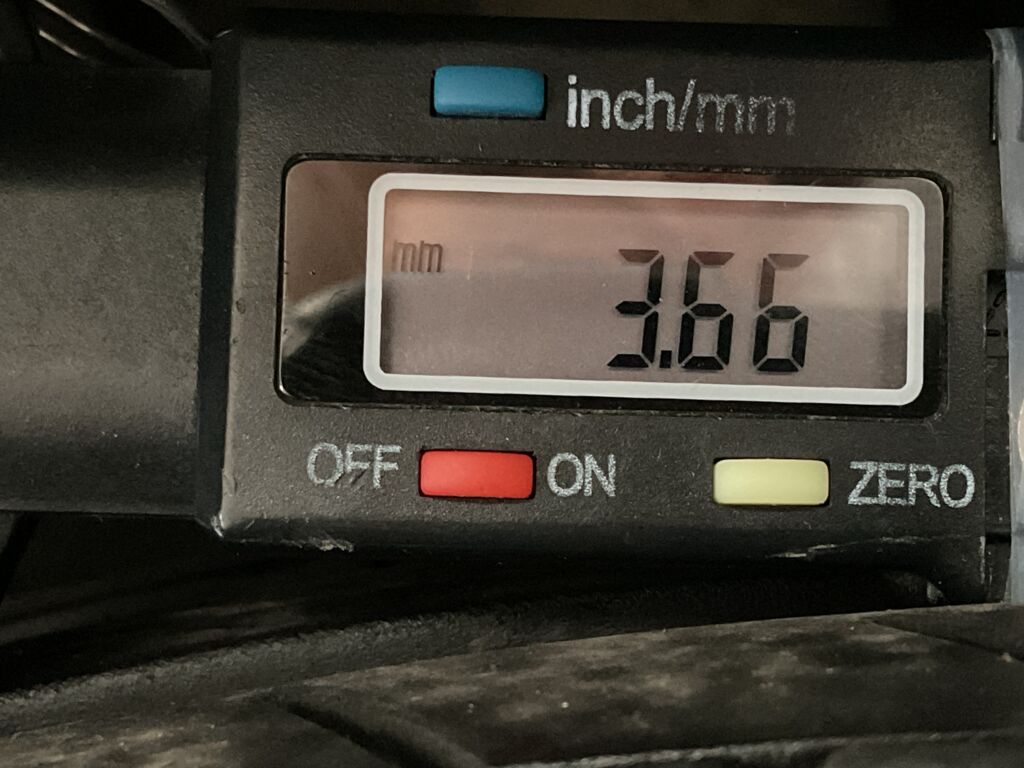 inch/mm
mm 3.66
OFF ON ZERO